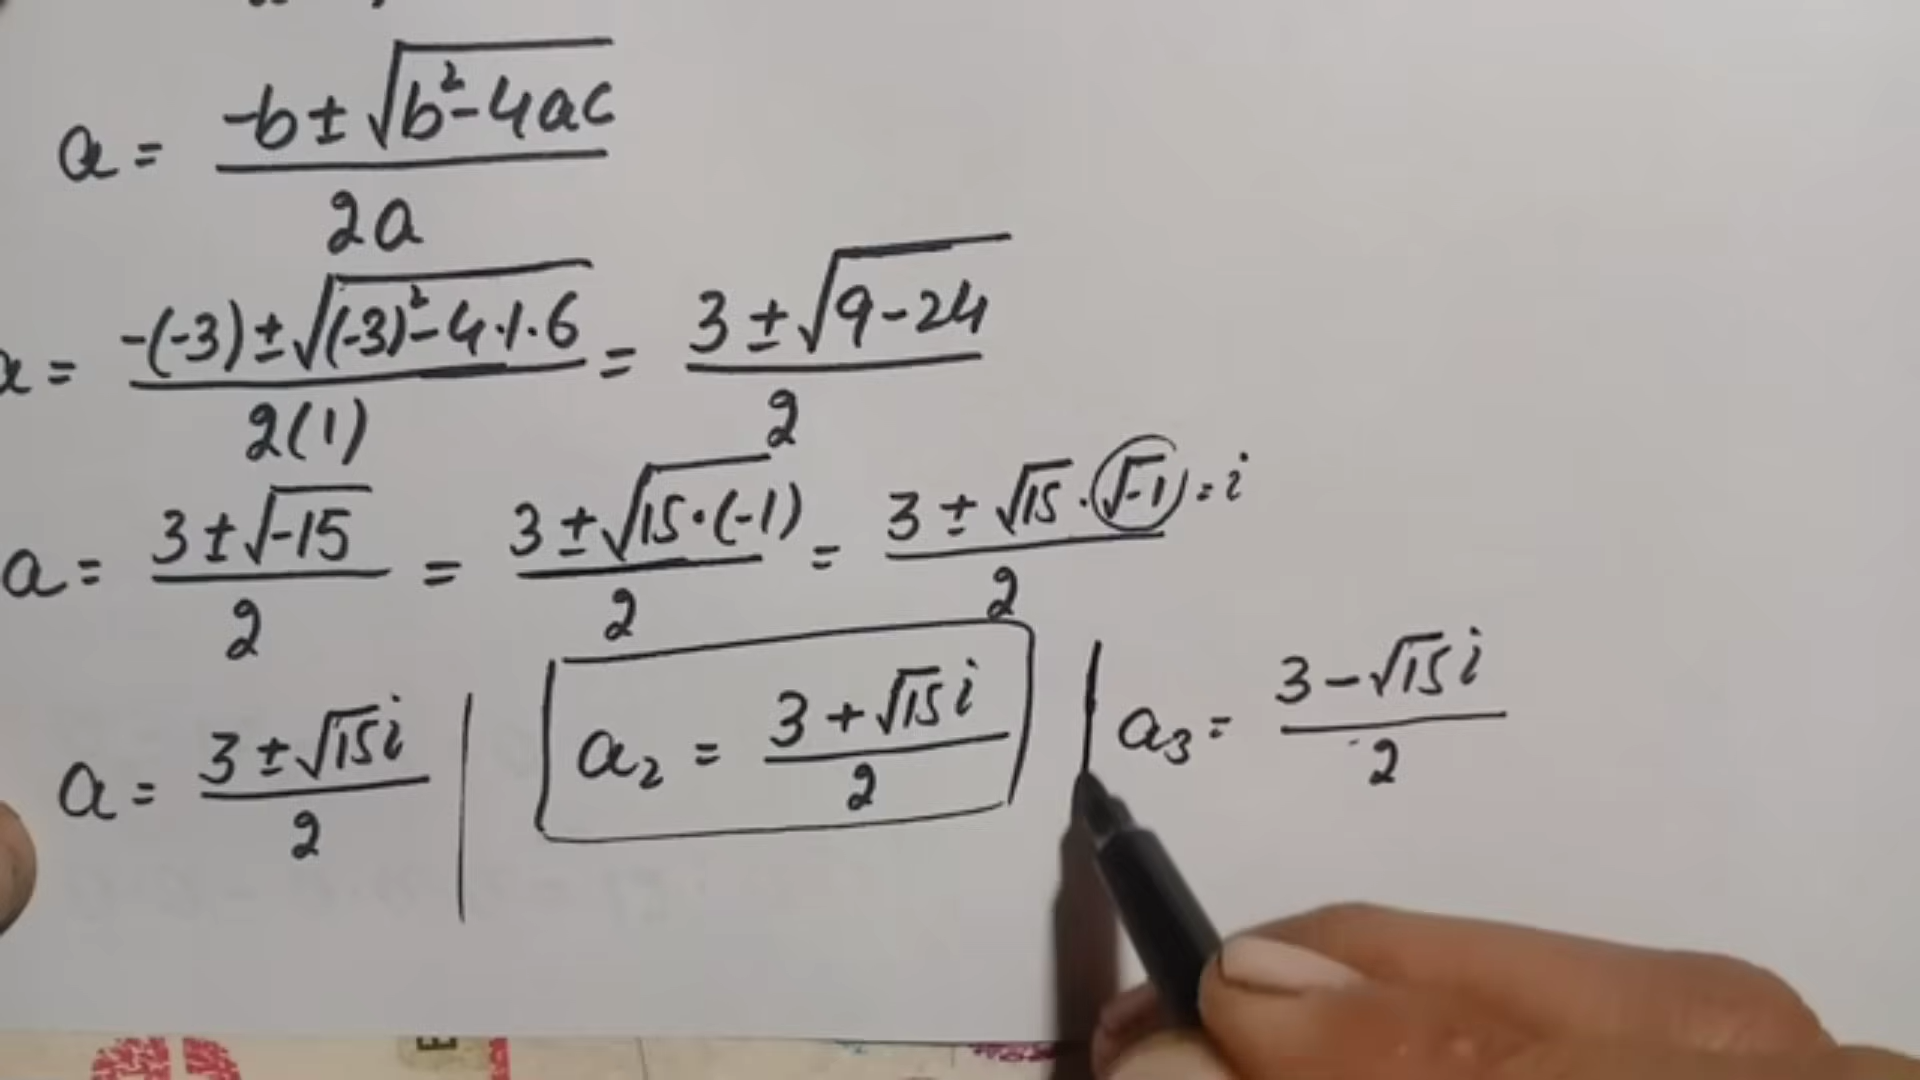 a = (-b ± √(b² - 4ac)) / 2a
a = (-(-3) ± √((-3)² - 4·1·6)) / 2(1) = (3 ± √(9 - 24)) / 2
a = (3 ± √-15) / 2 = (3 ± √(15·(-1))) / 2 = (3 ± √15 · √-1) / 2 = i
a = (3 ± √15 i) / 2 | a₂ = (3 + √15 i) / 2 | a₃ = (3 - √15 i) / 2
E